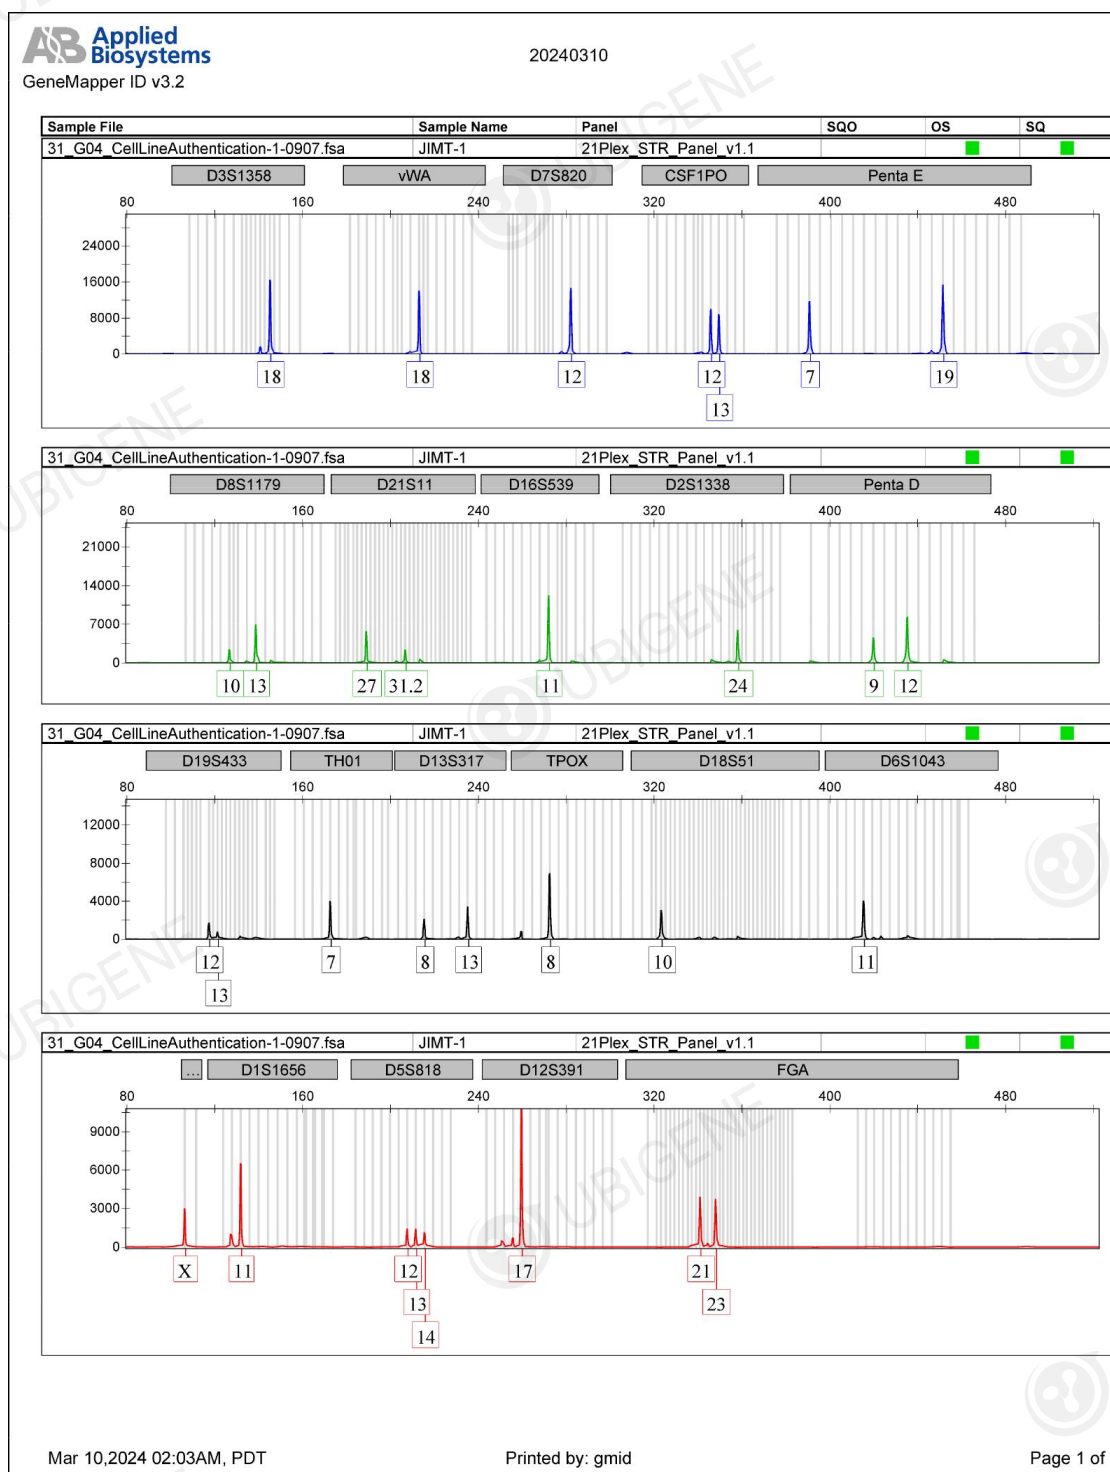 AB Applied Biosystems
GeneMapper ID v3.2
20240310
Sample File Sample Name Panel SQO OS SQ
31_G04_CellLineAuthentication-1-0907.fsa JIMT-1 21Plex_STR_Panel_v1.1
D3S1358 vWA D7S820 CSF1PO Penta E
80 160 240 320 400 480
24000
16000
8000
0
18 18 12 12 7 19
13
31_G04_CellLineAuthentication-1-0907.fsa JIMT-1 21Plex_STR_Panel_v1.1
D8S1179 D21S11 D16S539 D2S1338 Penta D
80 160 240 320 400 480
21000
14000
7000
0
10 13 27 31.2 11 24 9 12
31_G04_CellLineAuthentication-1-0907.fsa JIMT-1 21Plex_STR_Panel_v1.1
D19S433 TH01 D13S317 TPOX D18S51 D6S1043
80 160 240 320 400 480
12000
8000
4000
0
12 7 8 13 8 10 11
13
31_G04_CellLineAuthentication-1-0907.fsa JIMT-1 21Plex_STR_Panel_v1.1
... D1S1656 D5S818 D12S391 FGA
80 160 240 320 400 480
9000
6000
3000
0
X 11 12 17 21
13 23
14
Mar 10,2024 02:03AM, PDT Printed by: gmid Page 1 of
UBIGENE
UBIGENE
UBIGENE
UBIGENE
UBIGENE